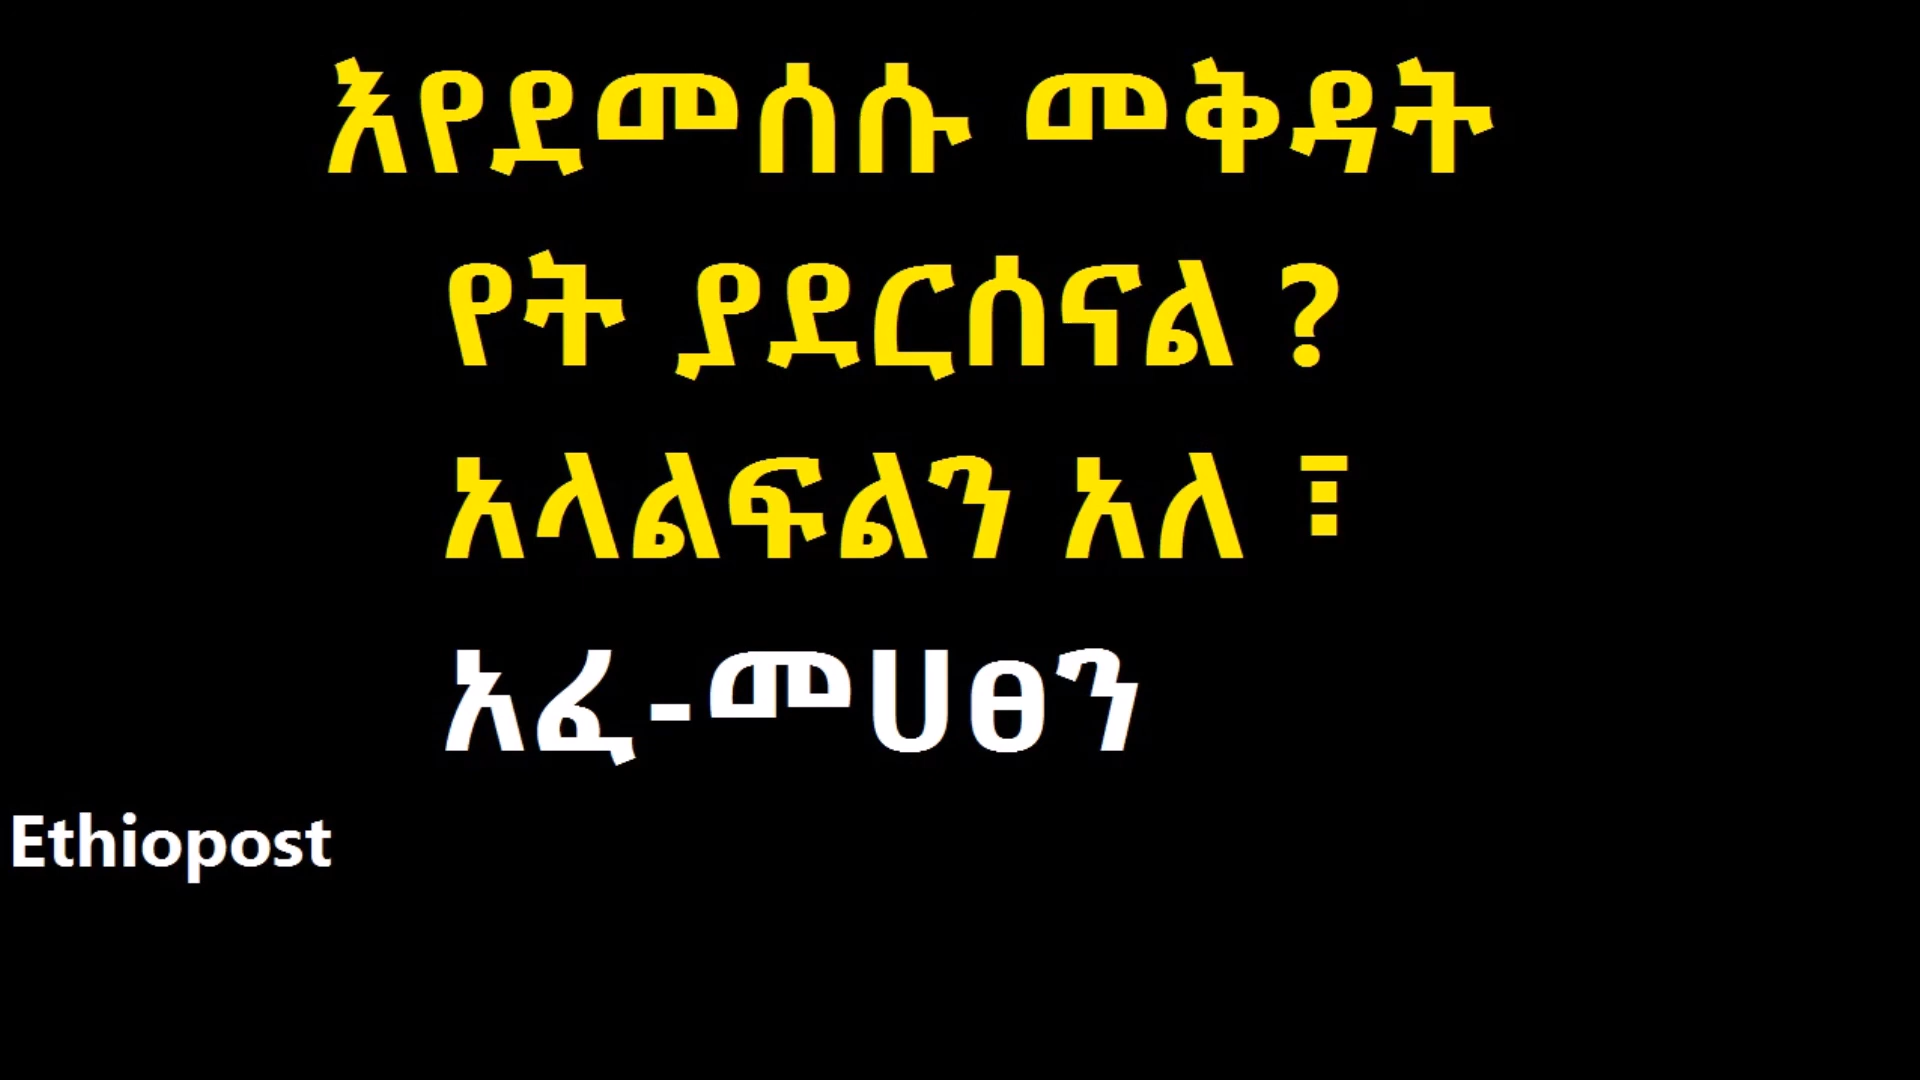 እየደመሰሱ መቅዳት
የት ያደርሰናል ?
አላልፍልን አለ ፤
አፈ-መሀፀን
Ethiopost